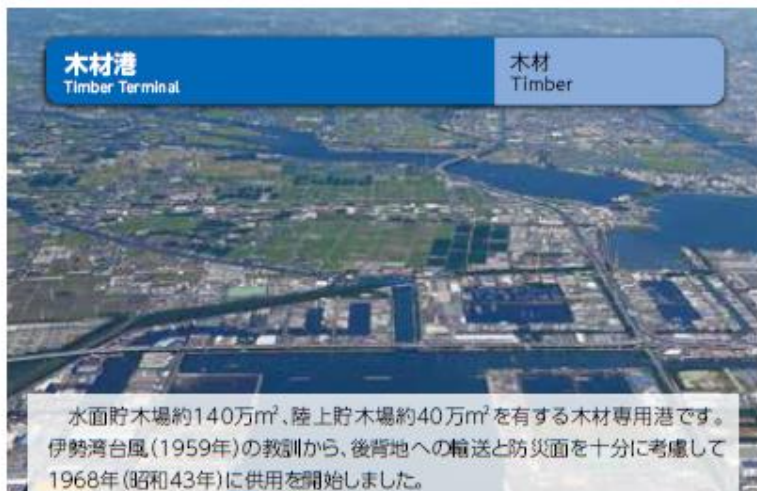 木材港
Timber Terminal
木材
Timber
水面貯木場約140万m²、陸上貯木場約40万m²を有する木材専用港です。
伊勢湾台風(1959年)の教訓から、後背地への輸送と防災面を十分に考慮して
1968年(昭和43年)に供用を開始しました。